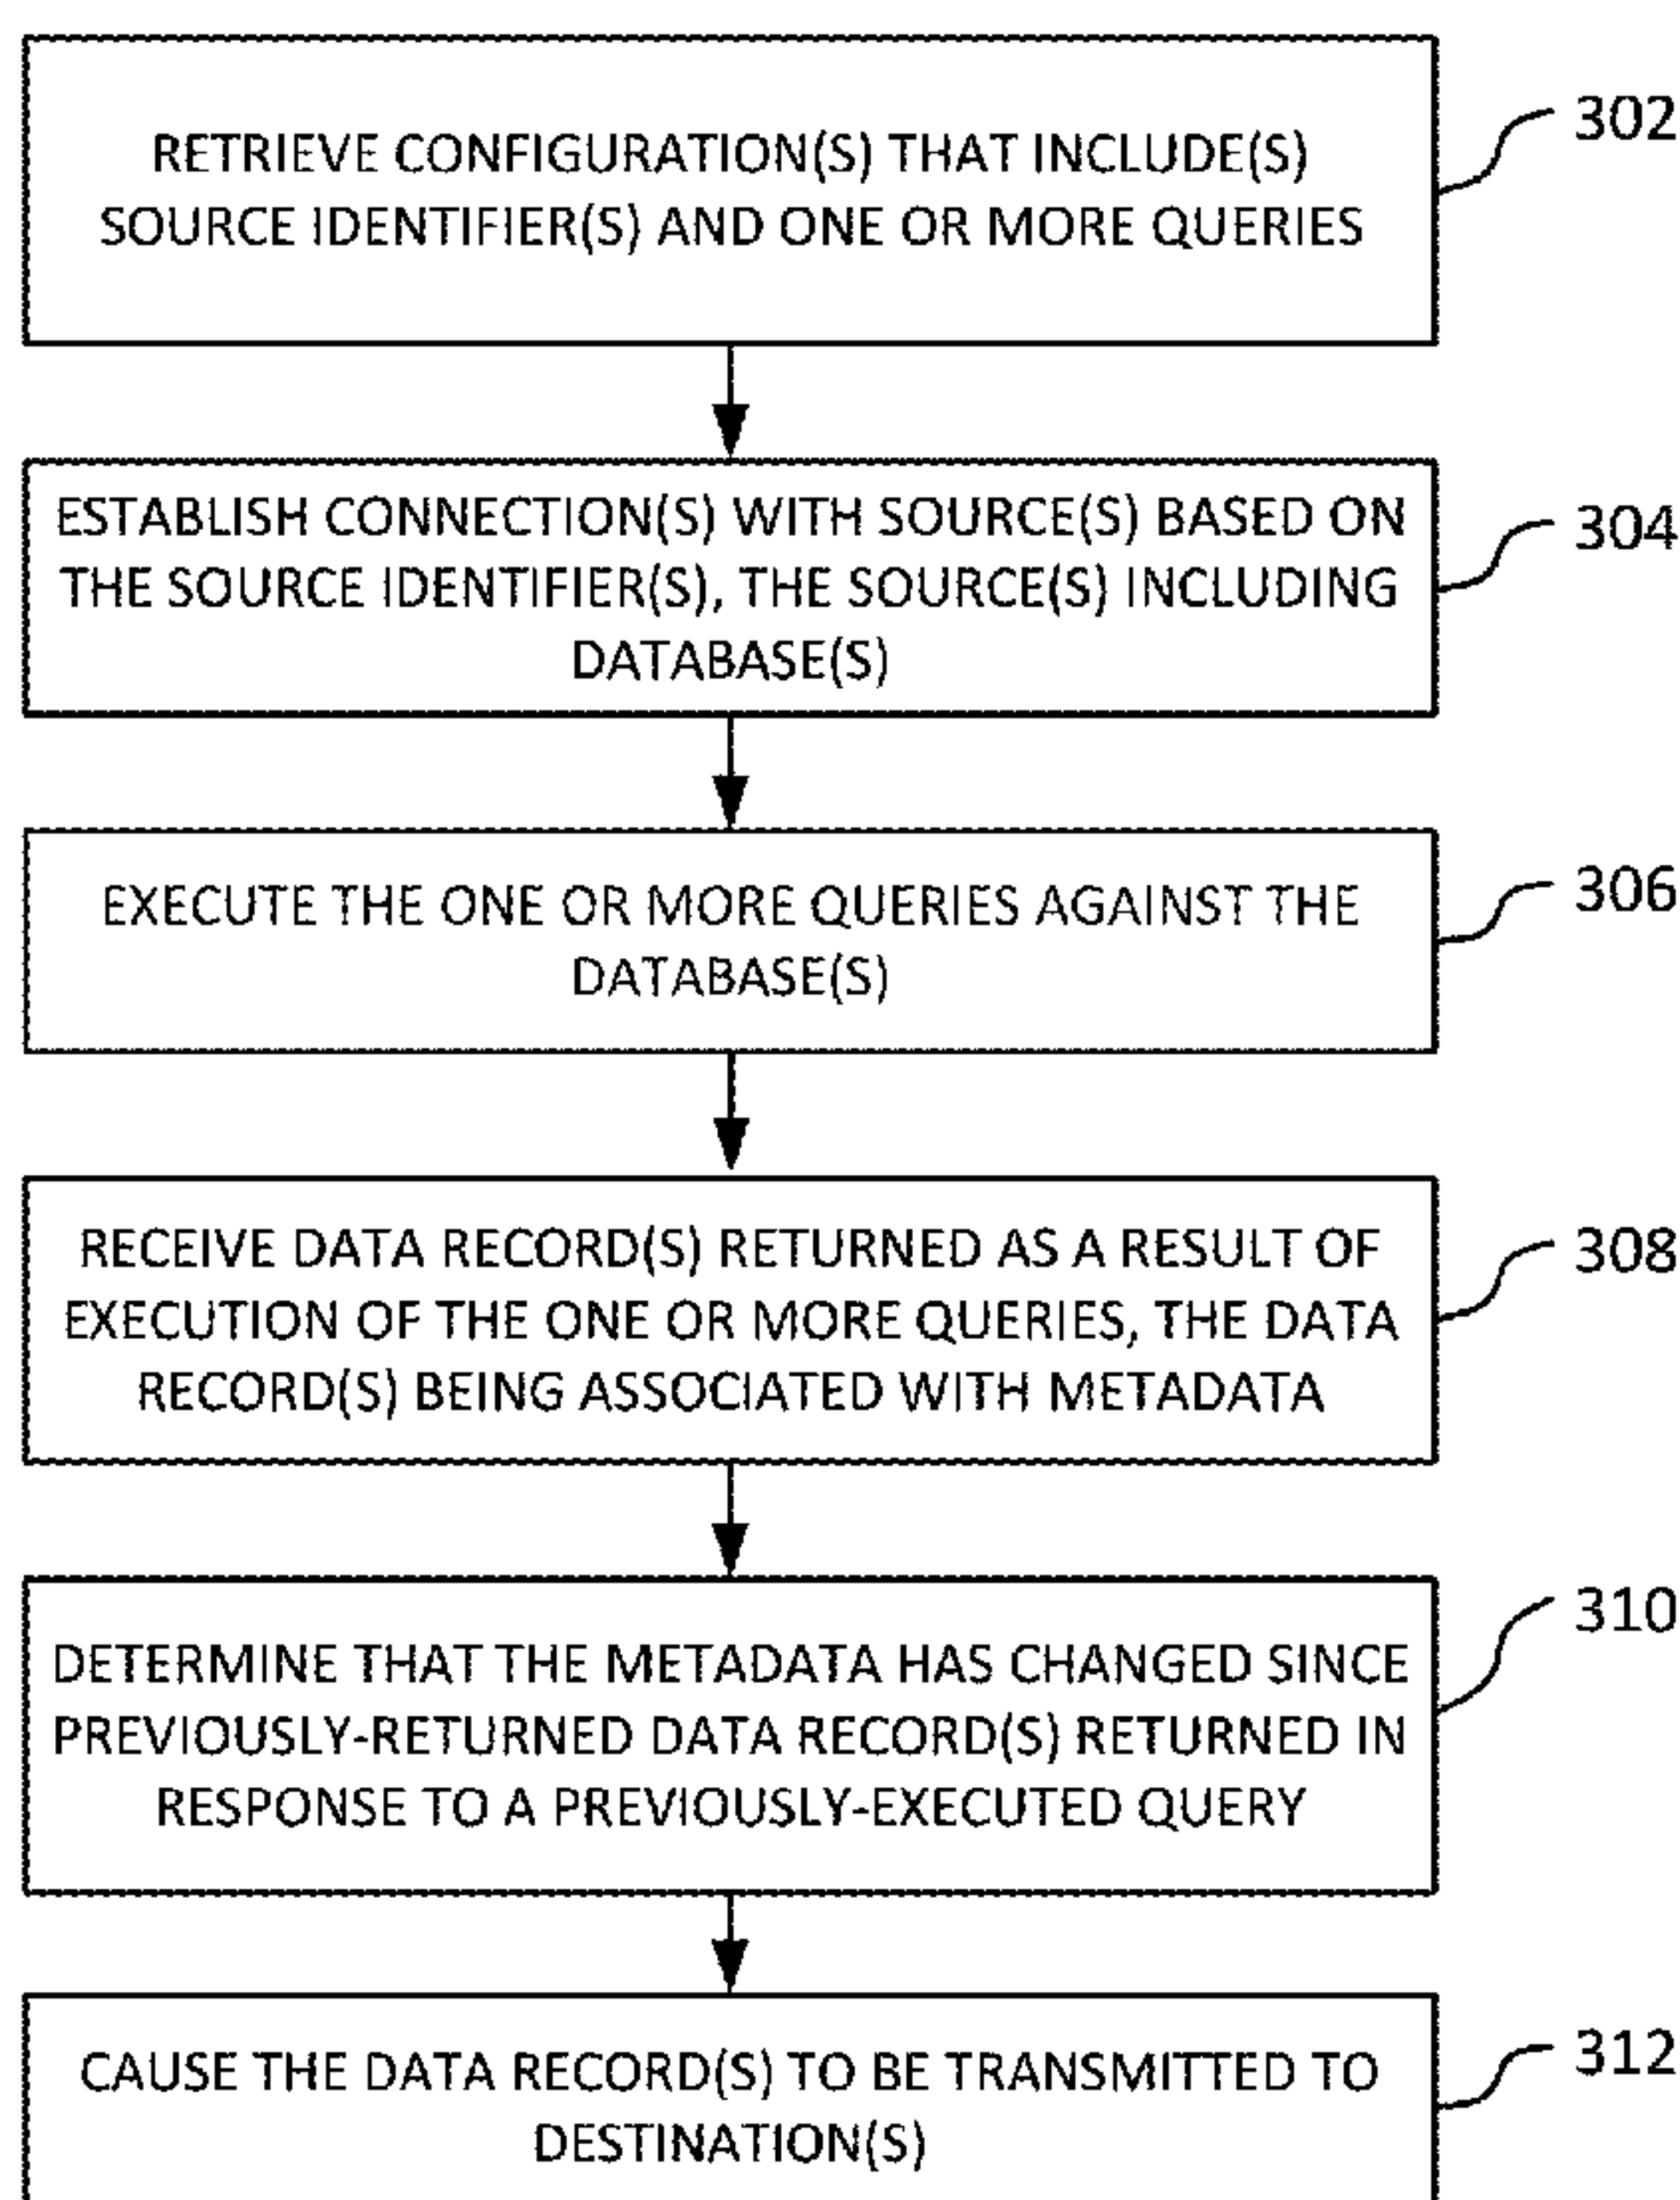 RETRIEVE CONFIGURATION(S) THAT INCLUDE(S)
SOURCE IDENTIFIER(S) AND ONE OR MORE QUERIES
302
ESTABLISH CONNECTION(S) WITH SOURCE(S) BASED ON
THE SOURCE IDENTIFIER(S), THE SOURCE(S) INCLUDING
DATABASE(S)
304
EXECUTE THE ONE OR MORE QUERIES AGAINST THE
DATABASE(S)
306
RECEIVE DATA RECORD(S) RETURNED AS A RESULT OF
EXECUTION OF THE ONE OR MORE QUERIES, THE DATA
RECORD(S) BEING ASSOCIATED WITH METADATA
308
DETERMINE THAT THE METADATA HAS CHANGED SINCE
PREVIOUSLY-RETURNED DATA RECORD(S) RETURNED IN
RESPONSE TO A PREVIOUSLY-EXECUTED QUERY
310
CAUSE THE DATA RECORD(S) TO BE TRANSMITTED TO
DESTINATION(S)
312